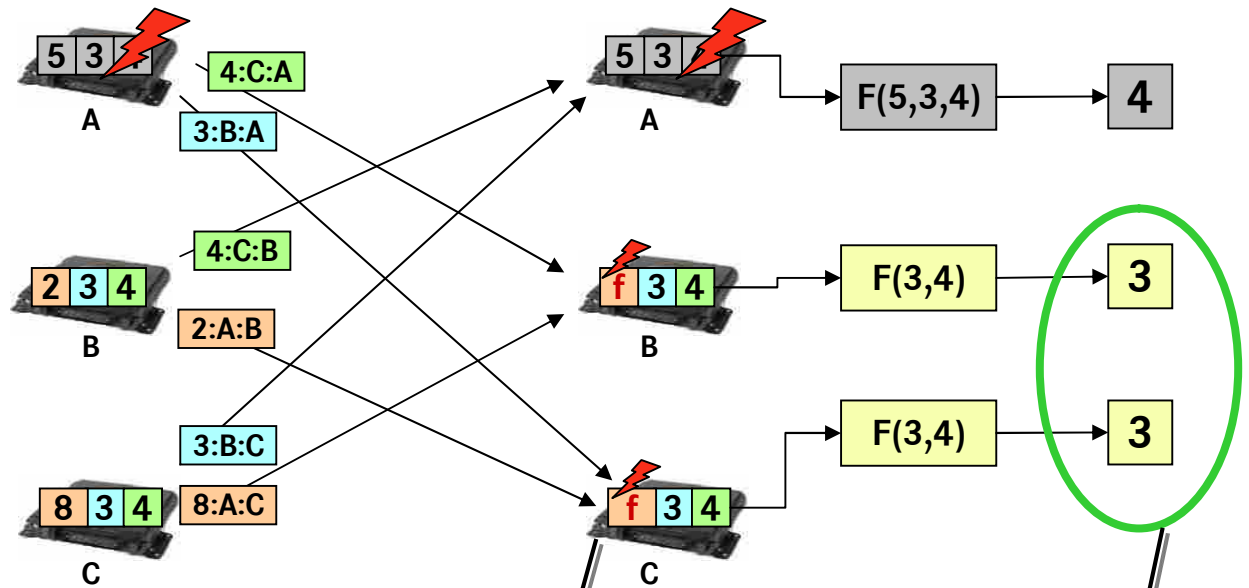 5 3
A
4:C:A
3:B:A
5 3
A
F(5,3,4)
4
2 3 4
B
4:C:B
2:A:B
f 3 4
B
F(3,4)
3
8 3 4
C
3:B:C
8:A:C
f 3 4
C
F(3,4)
3